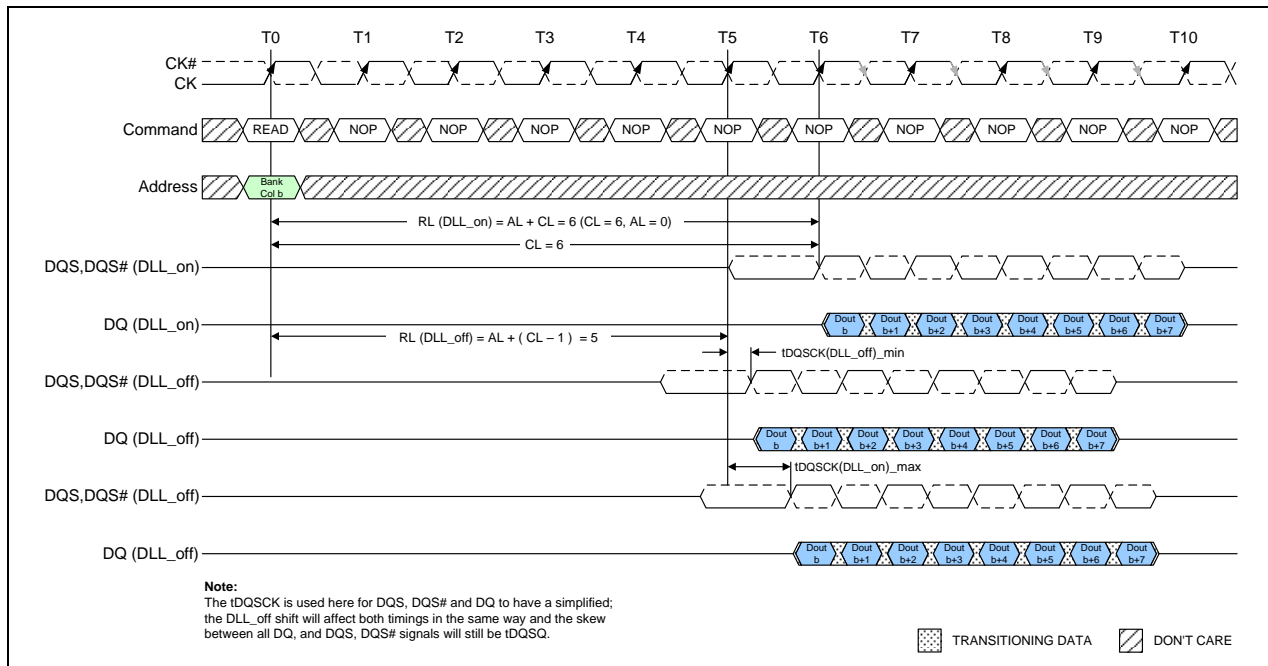 T0 T1 T2 T3 T4 T5 T6 T7 T8 T9 T10
CK#
CK
Command READ NOP NOP NOP NOP NOP NOP NOP NOP NOP NOP
Address Bank
Col b
RL (DLL_on) = AL + CL = 6 (CL = 6, AL = 0)
CL = 6
DQS,DQS# (DLL_on)
DQ (DLL_on) Dout Dout Dout Dout Dout Dout Dout Dout
b b+1 b+2 b+3 b+4 b+5 b+6 b+7
RL (DLL_off) = AL + ( CL – 1 ) = 5
tDQSCK(DLL_off)_min
DQS,DQS# (DLL_off)
DQ (DLL_off) Dout Dout Dout Dout Dout Dout Dout Dout
b b+1 b+2 b+3 b+4 b+5 b+6 b+7
tDQSCK(DLL_on)_max
DQS,DQS# (DLL_off)
DQ (DLL_off) Dout Dout Dout Dout Dout Dout Dout Dout
b b+1 b+2 b+3 b+4 b+5 b+6 b+7
Note:
The tDQSCK is used here for DQS, DQS# and DQ to have a simplified;
the DLL_off shift will affect both timings in the same way and the skew
between all DQ, and DQS, DQS# signals will still be tDQSQ.
TRANSITIONING DATA DON'T CARE